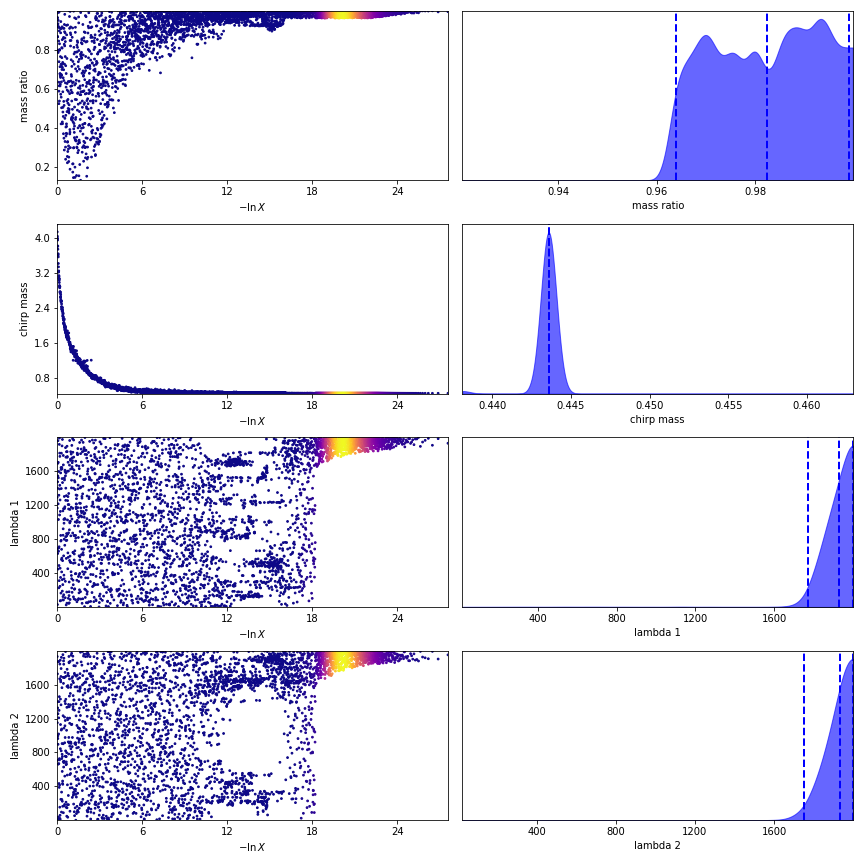 mass ratio
0.8
0.6
0.4
0.2
0 6 12 18 24
−ln X
0.94 0.96 0.98
mass ratio
chirp mass
4.0
3.2
2.4
1.6
0.8
0 6 12 18 24
−ln X
0.440 0.445 0.450 0.455 0.460
chirp mass
lambda 1
1600
1200
800
400
0 6 12 18 24
−ln X
400 800 1200 1600
lambda 1
lambda 2
1600
1200
800
400
0 6 12 18 24
−ln X
400 800 1200 1600
lambda 2